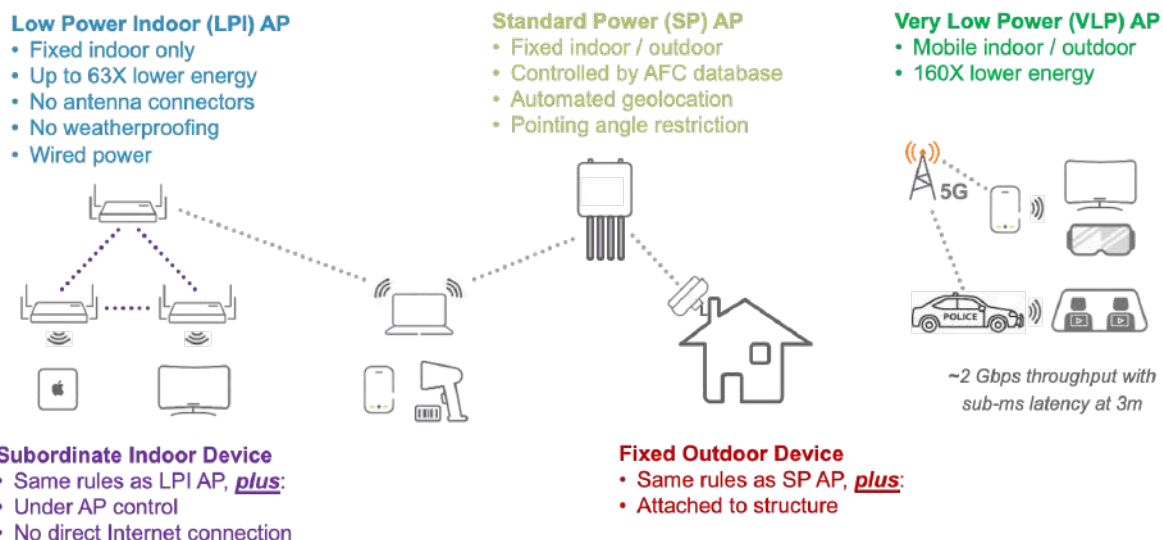 Low Power Indoor (LPI) AP
• Fixed indoor only
• Up to 63X lower energy
• No antenna connectors
• No weatherproofing
• Wired power
Standard Power (SP) AP
• Fixed indoor / outdoor
• Controlled by AFC database
• Automated geolocation
• Pointing angle restriction
Very Low Power (VLP) AP
• Mobile indoor / outdoor
• 160X lower energy
5G
POLICE
~2 Gbps throughput with
sub-ms latency at 3m
Subordinate Indoor Device
• Same rules as LPI AP, plus:
• Under AP control
• No direct Internet connection
Fixed Outdoor Device
• Same rules as SP AP, plus:
• Attached to structure